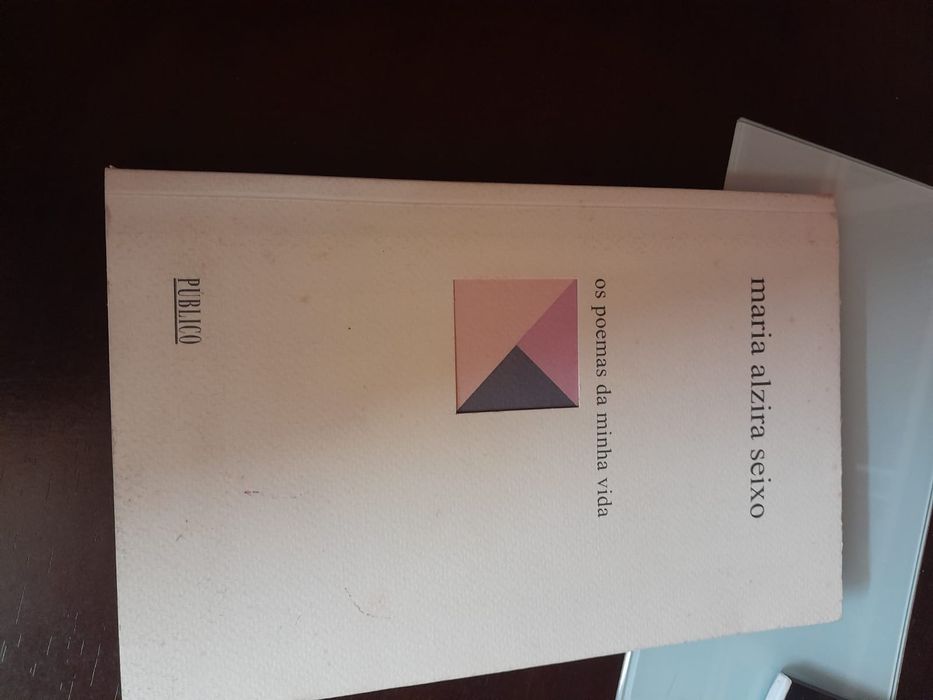 maria alzira seixo
os poemas da minha vida
PÚBLICO